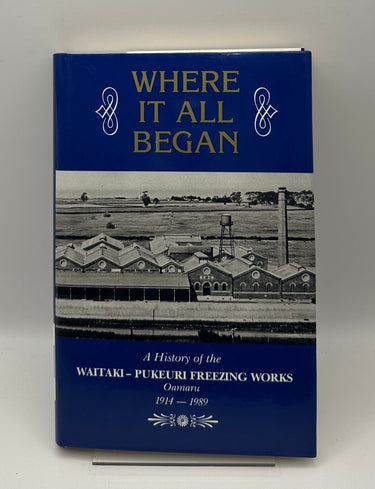 WHERE
IT ALL
BEGAN
A History of the
WAITAKI – PUKEURI FREEZING WORKS
Oamaru
1914 — 1989